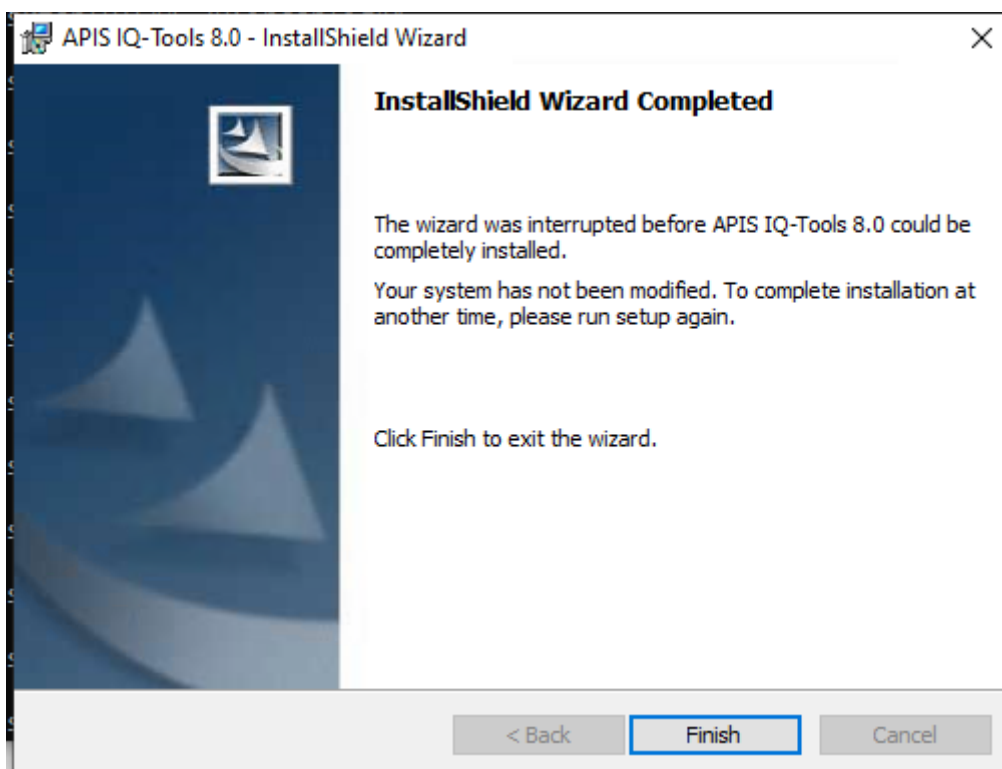 APIS IQ-Tools 8.0 - InstallShield Wizard
InstallShield Wizard Completed
The wizard was interrupted before APIS IQ-Tools 8.0 could be
completely installed.
Your system has not been modified. To complete installation at
another time, please run setup again.
Click Finish to exit the wizard.
< Back
Finish
Cancel